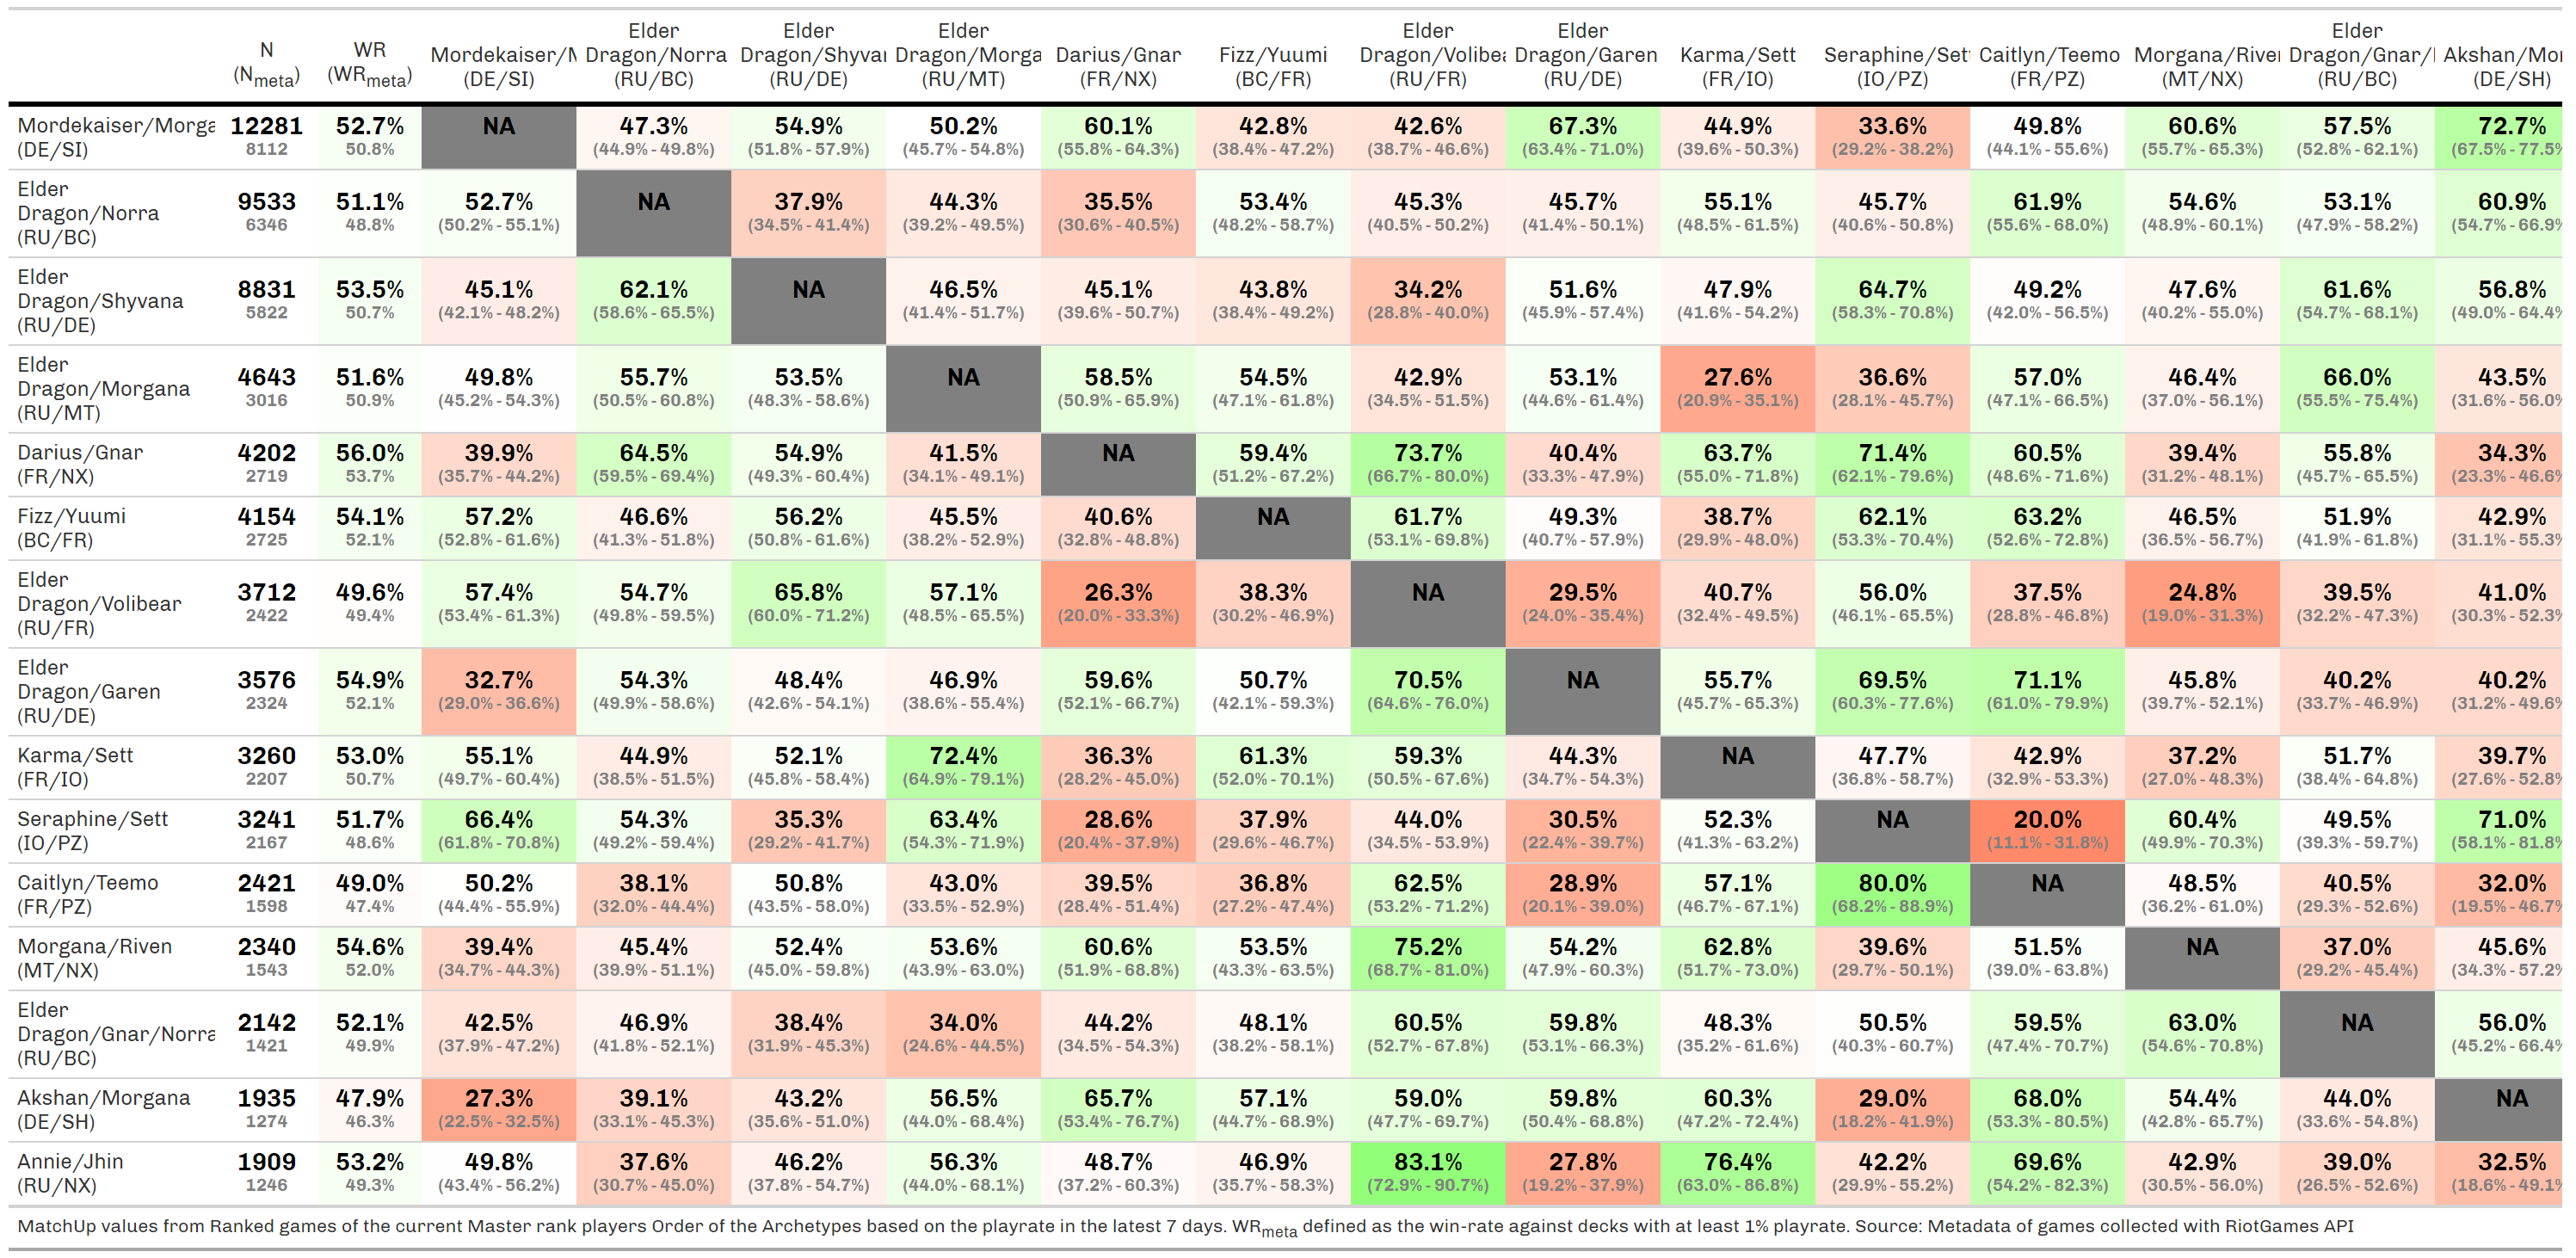 N WR Elder Elder Elder Elder Elder Elder
Mordekaiser/M Dragon/Norra Dragon/Shyvar Dragon/Morga Darius/Gnar Fizz/Yuumi Dragon/Volibea Dragon/Garen Karma/Sett Seraphine/Set Caitlyn/Teemo Morgana/River Dragon/Gnar/ Akshan/Mor
(Nmeta) (WRmeta) (DE/SI) (RU/BC) (RU/DE) (RU/MT) (FR/NX) (BC/FR) (RU/FR) (RU/DE) (FR/IO) (IO/PZ) (FR/PZ) (MT/NX) (RU/BC) (DE/SH)
Mordekaiser/Morga 12281 52.7% NA 47.3% 54.9% 50.2% 60.1% 42.8% 42.6% 67.3% 44.9% 33.6% 49.8% 60.6% 57.5% 72.7%
(DE/SI) 8112 50.8% (44.9% - 49.8%) (51.8% - 57.9%) (45.7% - 54.8%) (55.8% - 64.3%) (38.4% - 47.2%) (38.7% - 46.6%) (63.4% - 71.0%) (39.6% - 50.3%) (29.2% - 38.2%) (44.1% - 55.6%) (55.7% - 65.3%) (52.8% - 62.1%) (67.5% - 77.5%
Elder
Dragon/Norra 9533 51.1% 52.7% NA 37.9% 44.3% 35.5% 53.4% 45.3% 45.7% 55.1% 45.7% 61.9% 54.6% 53.1% 60.9%
(RU/BC) 6346 48.8% (50.2% - 55.1%) (34.5% - 41.4%) (39.2% - 49.5%) (30.6% - 40.5%) (48.2% - 58.7%) (40.5% - 50.2%) (41.4% - 50.1%) (48.5% - 61.5%) (40.6% - 50.8%) (55.6% - 68.0%) (48.9% - 60.1%) (47.9% - 58.2%) (54.7% - 66.9%
Elder
Dragon/Shyvana 8831 53.5% 45.1% 62.1% NA 46.5% 45.1% 43.8% 34.2% 51.6% 47.9% 64.7% 49.2% 47.6% 61.6% 56.8%
(RU/DE) 5822 50.7% (42.1% - 48.2%) (58.6% - 65.5%) (41.4% - 51.7%) (39.6% - 50.7%) (38.4% - 49.2%) (28.8% - 40.0%) (45.9% - 57.4%) (41.6% - 54.2%) (58.3% - 70.8%) (42.0% - 56.5%) (40.2% - 55.0%) (54.7% - 68.1%) (49.0% - 64.4%
Elder
Dragon/Morgana 4643 51.6% 49.8% 55.7% 53.5% NA 58.5% 54.5% 42.9% 53.1% 27.6% 36.6% 57.0% 46.4% 66.0% 43.5%
(RU/MT) 3016 50.9% (45.2% - 54.3%) (50.5% - 60.8%) (48.3% - 58.6%) (50.9% - 65.9%) (47.1% - 61.8%) (34.5% - 51.5%) (44.6% - 61.4%) (20.9% - 35.1%) (28.1% - 45.7%) (47.1% - 66.5%) (37.0% - 56.1%) (55.5% - 75.4%) (31.6% - 56.0%
Darius/Gnar 4202 56.0% 39.9% 64.5% 54.9% 41.5% NA 59.4% 73.7% 40.4% 63.7% 71.4% 60.5% 39.4% 55.8% 34.3%
(FR/NX) 2719 53.7% (35.7% - 44.2%) (59.5% - 69.4%) (49.3% - 60.4%) (34.1% - 49.1%) (51.2% - 67.2%) (66.7% - 80.0%) (33.3% - 47.9%) (55.0% - 71.8%) (62.1% - 79.6%) (48.6% - 71.6%) (31.2% - 48.1%) (45.7% - 65.5%) (23.3% - 46.6%
Fizz/Yuumi 4154 54.1% 57.2% 46.6% 56.2% 45.5% 40.6% NA 61.7% 49.3% 38.7% 62.1% 63.2% 46.5% 51.9% 42.9%
(BC/FR) 2725 52.1% (52.8% - 61.6%) (41.3% - 51.8%) (50.8% - 61.6%) (38.2% - 52.9%) (32.8% - 48.8%) (53.1% - 69.8%) (40.7% - 57.9%) (29.9% - 48.0%) (53.3% - 70.4%) (52.6% - 72.8%) (36.5% - 56.7%) (41.9% - 61.8%) (31.1% - 55.3%
Elder
Dragon/Volibear 3712 49.6% 57.4% 54.7% 65.8% 57.1% 26.3% 38.3% NA 29.5% 40.7% 56.0% 37.5% 24.8% 39.5% 41.0%
(RU/FR) 2422 49.4% (53.4% - 61.3%) (49.8% - 59.5%) (60.0% - 71.2%) (48.5% - 65.5%) (20.0% - 33.3%) (30.2% - 46.9%) (24.0% - 35.4%) (32.4% - 49.5%) (46.1% - 65.5%) (28.8% - 46.8%) (19.0% - 31.3%) (32.2% - 47.3%) (30.3% - 52.3%
Elder
Dragon/Garen 3576 54.9% 32.7% 54.3% 48.4% 46.9% 59.6% 50.7% 70.5% NA 55.7% 69.5% 71.1% 45.8% 40.2% 40.2%
(RU/DE) 2324 52.1% (29.0% - 36.6%) (49.9% - 58.6%) (42.6% - 54.1%) (38.6% - 55.4%) (52.1% - 66.7%) (42.1% - 59.3%) (64.6% - 76.0%) (45.7% - 65.3%) (60.3% - 77.6%) (61.0% - 79.9%) (39.7% - 52.1%) (33.7% - 46.9%) (31.2% - 49.6%
Karma/Sett 3260 53.0% 55.1% 44.9% 52.1% 72.4% 36.3% 61.3% 59.3% 44.3% NA 47.7% 42.9% 37.2% 51.7% 39.7%
(FR/IO) 2207 50.7% (49.7% - 60.4%) (38.5% - 51.5%) (45.8% - 58.4%) (64.9% - 79.1%) (28.2% - 45.0%) (52.0% - 70.1%) (50.5% - 67.6%) (34.7% - 54.3%) (36.8% - 58.7%) (32.9% - 53.3%) (27.0% - 48.3%) (38.4% - 64.8%) (27.6% - 52.8%
Seraphine/Sett 3241 51.7% 66.4% 54.3% 35.3% 63.4% 28.6% 37.9% 44.0% 30.5% 52.3% NA 20.0% 60.4% 49.5% 71.0%
(IO/PZ) 2167 48.6% (61.8% - 70.8%) (49.2% - 59.4%) (29.2% - 41.7%) (54.3% - 71.9%) (20.4% - 37.9%) (29.6% - 46.7%) (34.5% - 53.9%) (22.4% - 39.7%) (41.3% - 63.2%) (11.1% - 31.8%) (49.9% - 70.3%) (39.3% - 59.7%) (58.1% - 81.8%
Caitlyn/Teemo 2421 49.0% 50.2% 38.1% 50.8% 43.0% 39.5% 36.8% 62.5% 28.9% 57.1% 80.0% NA 48.5% 40.5% 32.0%
(FR/PZ) 1598 47.4% (44.4% - 55.9%) (32.0% - 44.4%) (43.5% - 58.0%) (33.5% - 52.9%) (28.4% - 51.4%) (27.2% - 47.4%) (53.2% - 71.2%) (20.1% - 39.0%) (46.7% - 67.1%) (68.2% - 88.9%) (36.2% - 61.0%) (29.3% - 52.6%) (19.5% - 46.7%
Morgana/Riven 2340 54.6% 39.4% 45.4% 52.4% 53.6% 60.6% 53.5% 75.2% 54.2% 62.8% 39.6% 51.5% NA 37.0% 45.6%
(MT/NX) 1543 52.0% (34.7% - 44.3%) (39.9% - 51.1%) (45.0% - 59.8%) (43.9% - 63.0%) (51.9% - 68.8%) (43.3% - 63.5%) (68.7% - 81.0%) (47.9% - 60.3%) (51.7% - 73.0%) (29.7% - 50.1%) (39.0% - 63.8%) (29.2% - 45.4%) (34.3% - 57.2%
Elder
Dragon/Gnar/Norra 2142 52.1% 42.5% 46.9% 38.4% 34.0% 44.2% 48.1% 60.5% 59.8% 48.3% 50.5% 59.5% 63.0% NA 56.0%
(RU/BC) 1421 49.9% (37.9% - 47.2%) (41.8% - 52.1%) (31.9% - 45.3%) (24.6% - 44.5%) (34.5% - 54.3%) (38.2% - 58.1%) (52.7% - 67.8%) (53.1% - 66.3%) (35.2% - 61.6%) (40.3% - 60.7%) (47.4% - 70.7%) (54.6% - 70.8%) (45.2% - 66.4%
Akshan/Morgana 1935 47.9% 27.3% 39.1% 43.2% 56.5% 65.7% 57.1% 59.0% 59.8% 60.3% 29.0% 68.0% 54.4% 44.0% NA
(DE/SH) 1274 46.3% (22.5% - 32.5%) (33.1% - 45.3%) (35.6% - 51.0%) (44.0% - 68.4%) (53.4% - 76.7%) (44.7% - 68.9%) (47.7% - 69.7%) (50.4% - 68.8%) (47.2% - 72.4%) (18.2% - 41.9%) (53.3% - 80.5%) (42.8% - 65.7%) (33.6% - 54.8%)
Annie/Jhin 1909 53.2% 49.8% 37.6% 46.2% 56.3% 48.7% 46.9% 83.1% 27.8% 76.4% 42.2% 69.6% 42.9% 39.0% 32.5%
(RU/NX) 1246 49.3% (43.4% - 56.2%) (30.7% - 45.0%) (37.8% - 54.7%) (44.0% - 68.1%) (37.2% - 60.3%) (35.7% - 58.3%) (72.9% - 90.7%) (19.2% - 37.9%) (63.0% - 86.8%) (29.9% - 55.2%) (54.2% - 82.3%) (30.5% - 56.0%) (26.5% - 52.6%) (18.6% - 49.1%
MatchUp values from Ranked games of the current Master rank players Order of the Archetypes based on the playrate in the latest 7 days. WRmeta defined as the win-rate against decks with at least 1% playrate. Source: Metadata of games collected with RiotGames API